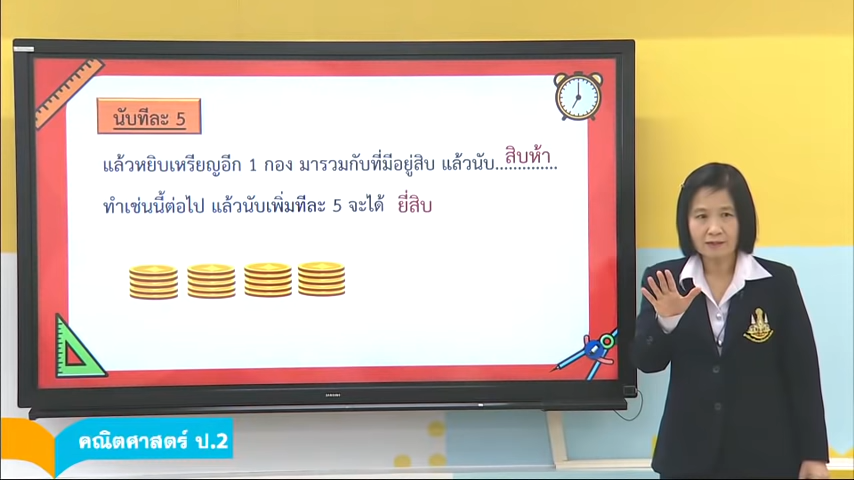 นับทีละ 5
แล้วหยิบเหรียญอีก 1 กอง มารวมกับที่มีอยู่สิบ แล้วนับ...สิบห้า...
ทำเช่นนี้ต่อไป แล้วนับเพิ่มทีละ 5 จะได้ ยี่สิบ
SAMSUNG
คณิตศาสตร์ ป.2